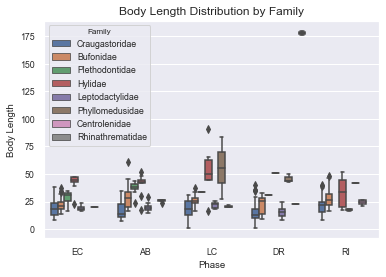 Body Length Distribution by Family
Family
Craugastoridae
Bufonidae
Plethodontidae
Hylidae
Leptodactylidae
Phyllomedusidae
Centrolenidae
Rhinatrematidae
175
150
125
100
75
50
25
0
Body Length
EC AB LC DR RI
Phase